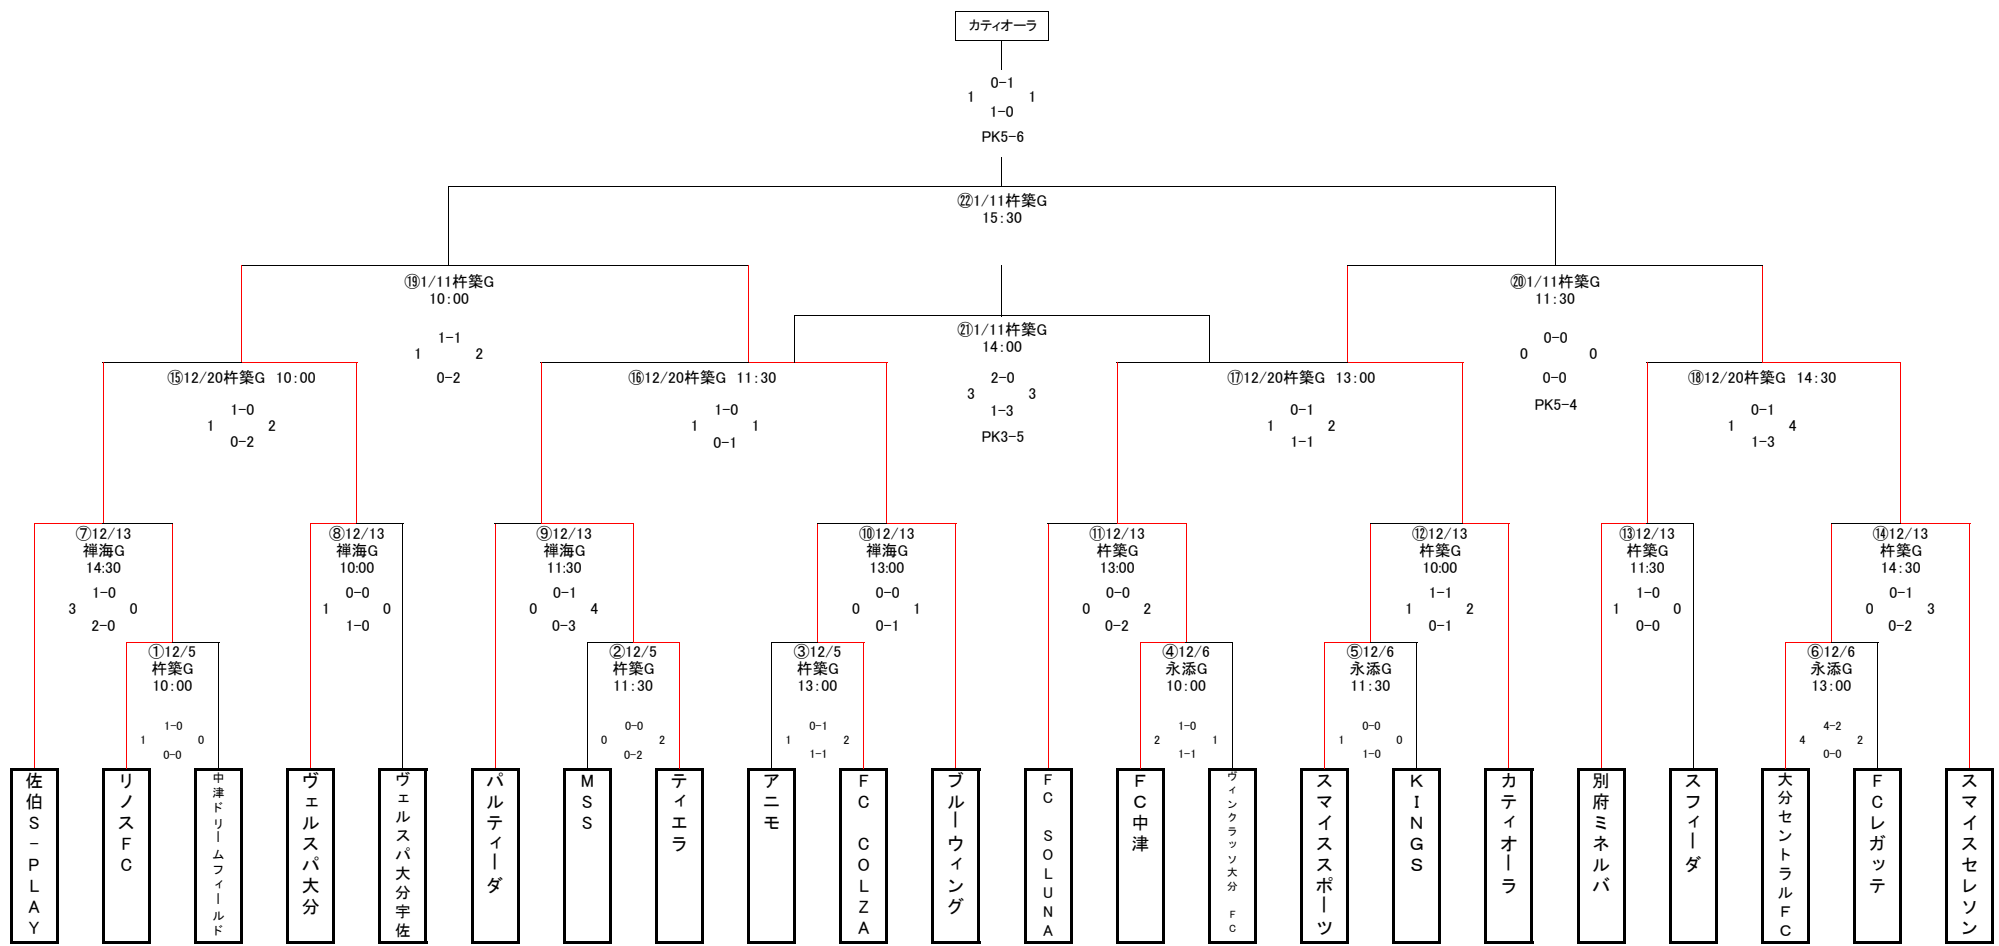 カティオーラ
0-1
1 1
1-0
PK5-6
㉒1/11杵築G
15:30
⑲1/11杵築G
10:00
1-1
1 2
0-2
㉑1/11杵築G
14:00
2-0
3 3
1-3
PK3-5
⑳1/11杵築G
11:30
0-0
0 0
0-0
PK5-4
⑮12/20杵築G 10:00
1-0
1 2
0-2
⑯12/20杵築G 11:30
1-0
1 1
0-1
⑰12/20杵築G 13:00
0-1
1 2
1-1
⑱12/20杵築G 14:30
0-1
1 4
1-3
⑦12/13
禅海G
14:30
1-0
3 0
2-0
⑧12/13
禅海G
10:00
0-0
1 0
1-0
⑨12/13
禅海G
11:30
0-1
0 4
0-3
⑩12/13
禅海G
13:00
0-0
0 1
0-1
⑪12/13
杵築G
13:00
0-0
0 2
0-2
⑫12/13
杵築G
10:00
1-1
1 2
0-1
⑬12/13
杵築G
11:30
1-0
1 0
0-0
⑭12/13
杵築G
14:30
0-1
0 3
0-2
①12/5
杵築G
10:00
1-0
1 0
0-0
②12/5
杵築G
11:30
0-0
0 2
0-2
③12/5
杵築G
13:00
0-1
1 2
1-1
④12/6
永添G
10:00
1-0
2 1
1-1
⑤12/6
永添G
11:30
0-0
1 0
1-0
⑥12/6
永添G
13:00
4-2
4 2
0-0
佐伯S-PLAY
リノスFC
中津ドリームフィールド
ヴェルスパ大分
ヴェルスパ大分宇佐
パルティーダ
MSS
ティエラ
アニモ
FC COLZA
ブルーウィング
FC SOLUNA
FC中津
ヴィンクラッソ大分 FC
スマイススポーツ
KINGS
カティオーラ
別府ミネルバ
スフィーダ
大分セントラルFC
FCレガッテ
スマイスセレソン